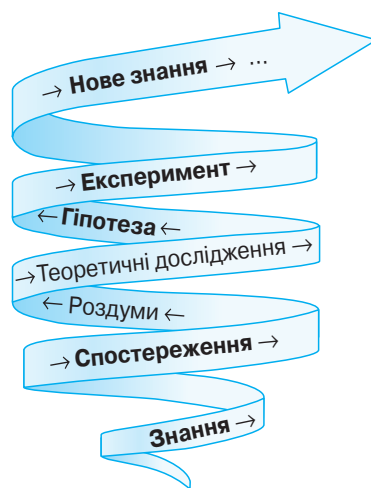 → Нове знання → ...
→ Експеримент →
← Гіпотеза ←
→Теоретичні дослідження →
← Роздуми ←
→ Спостереження →
Знання →